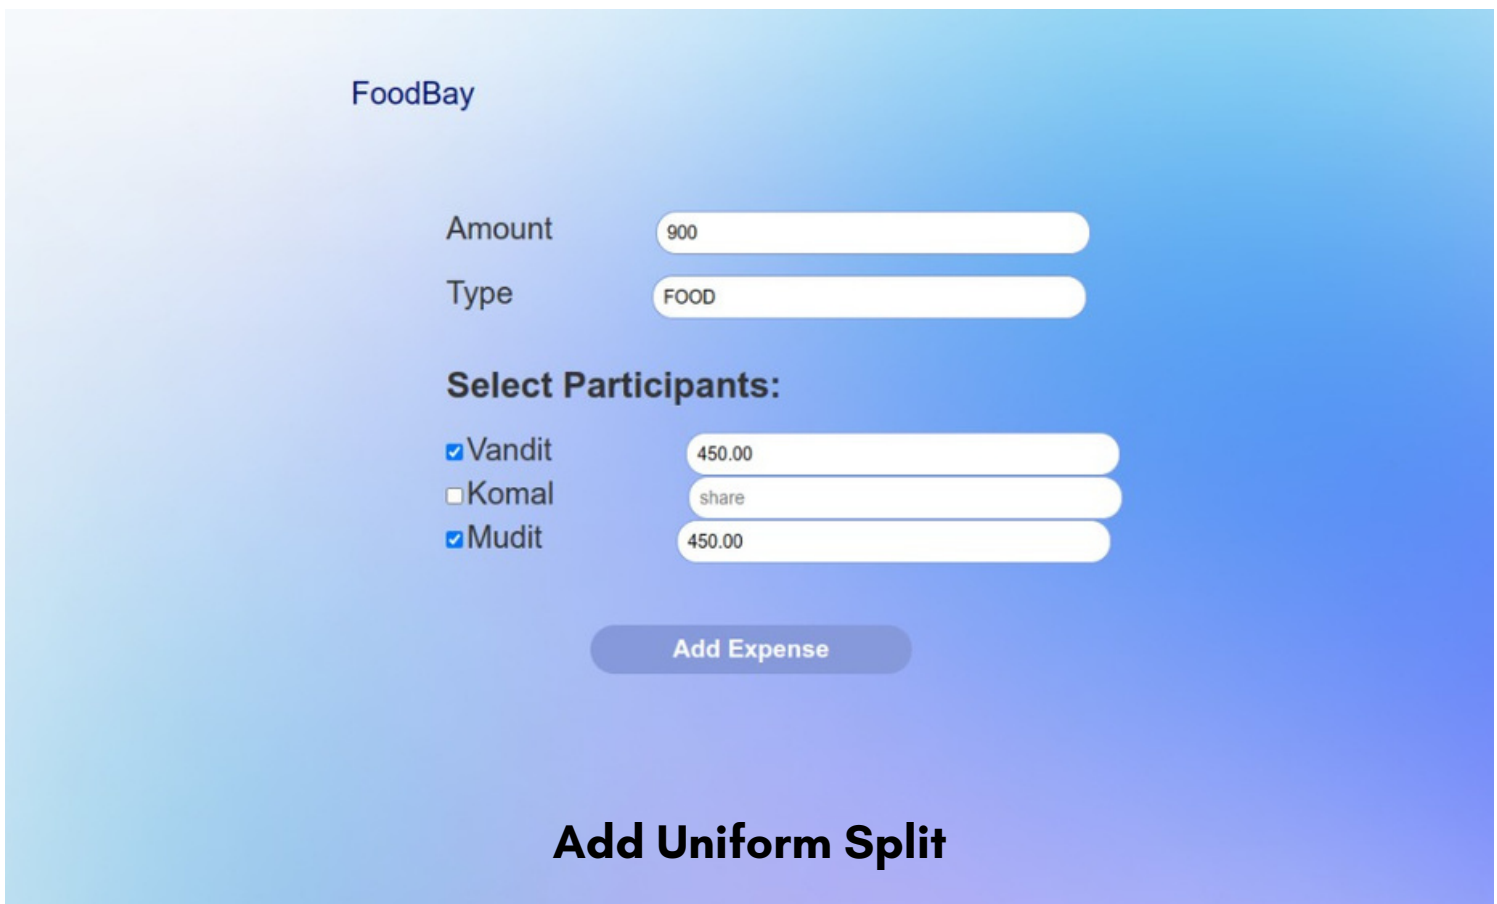 FoodBay
Amount 900
Type FOOD
Select Participants:
Vandit 450.00
Komal share
Mudit 450.00
Add Expense
Add Uniform Split